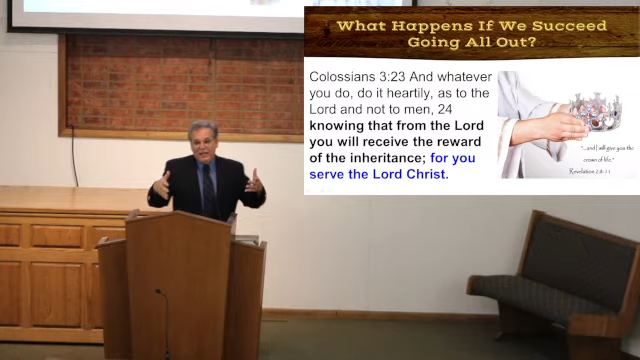 What Happens If We Succeed
Going All Out?
Colossians 3:23 And whatever
you do, do it heartily, as to the
Lord and not to men, 24
knowing that from the Lord
you will receive the reward
of the inheritance; for you
serve the Lord Christ.
"...and I will give you the
crown of life."
Revelation 2:8-11